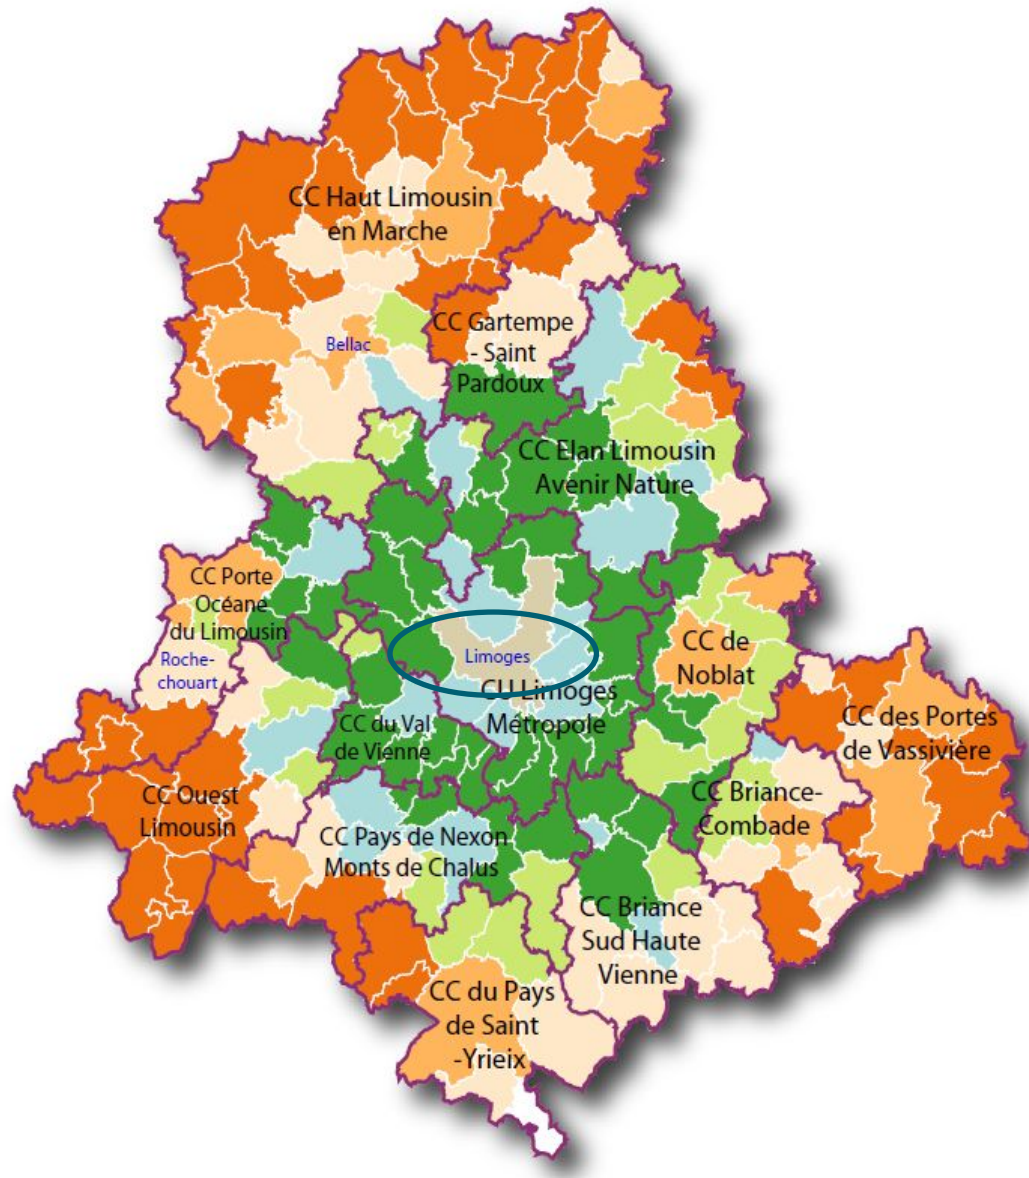 CC Haut Limousin
en Marche
CC Gartempe
- Saint
Pardoux
Bellac
CC Elan Limousin
Avenir Nature
CC Porte
Océane
du Limousin
Roche-
chouart
Limoges
CU Limoges
Métropole
CC de
Noblat
CC du Val
de Vienne
CC des Portes
de Vassivière
CC Ouest
Limousin
CC Briance-
Combade
CC Pays de Nexon
Monts de Chalus
CC Briance
Sud Haute
Vienne
CC du Pays
de Saint
-Yrieix